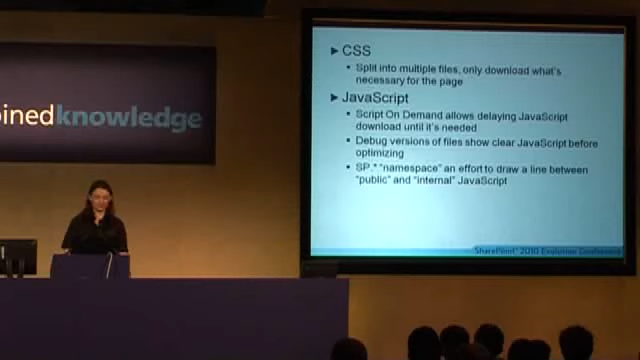 inedknowledge
CSS
Split into multiple files, only download what's
necessary for the page
JavaScript
Script On Demand allows delaying JavaScript
download until it's needed
Debug versions of files show clear JavaScript before
optimizing
SP.* "namespace" an effort to draw a line between
"public" and "internal" JavaScript
SharePoint 2010 Evolution Conference